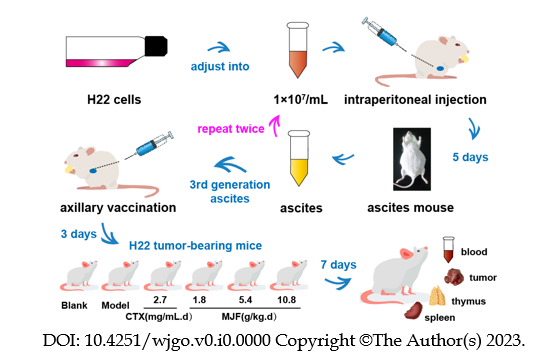 adjust into
H22 cells
1×10⁷/mL
intraperitoneal injection
repeat twice
5 days
3rd generation
ascites
axillary vaccination
ascites
ascites mouse
3 days
H22 tumor-bearing mice
7 days
blood
tumor
thymus
spleen
Blank
Model
2.7
1.8
5.4
10.8
CTX(mg/mL.d)
MJF(g/kg.d)
DOI: 10.4251/wjgo.v0.i0.0000 Copyright ©The Author(s) 2023.